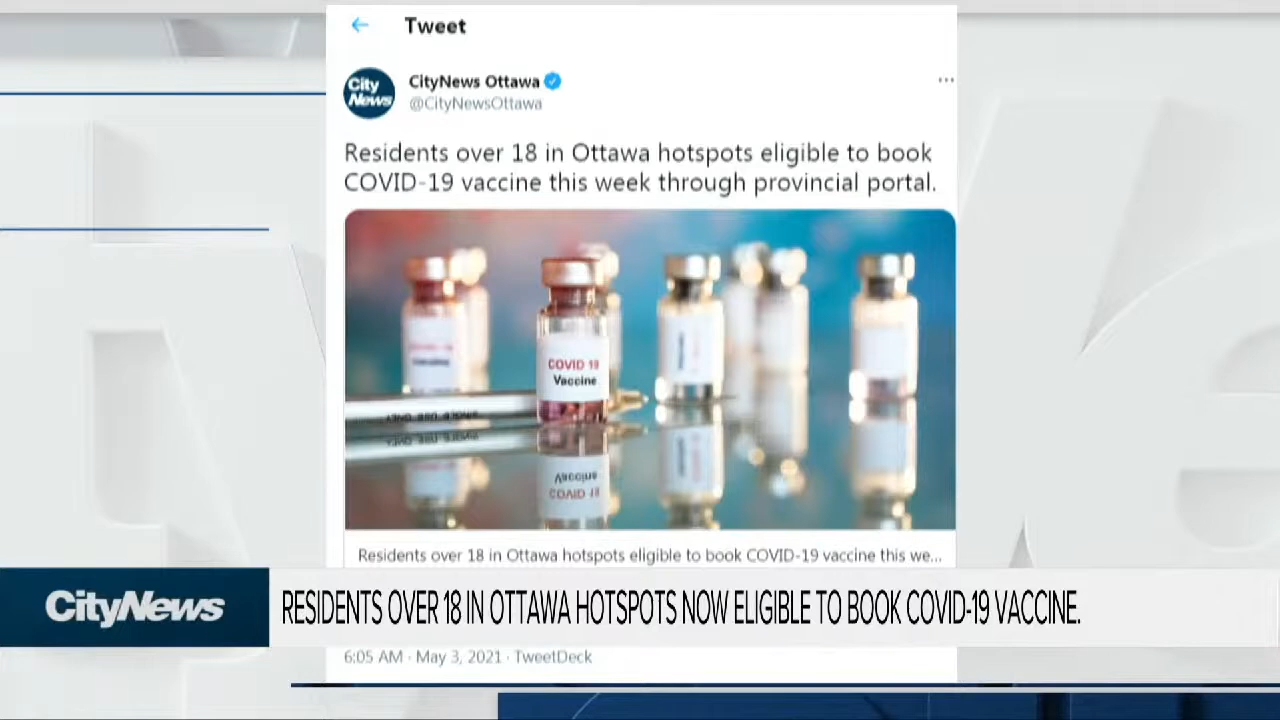 Tweet
City News
CityNews Ottawa
@CityNewsOttawa
Residents over 18 in Ottawa hotspots eligible to book
COVID-19 vaccine this week through provincial portal.
COVID 19
Vaccine
SINGLE USE ONLY
Residents over 18 in Ottawa hotspots eligible to book COVID-19 vaccine this we...
CityNews
RESIDENTS OVER 18 IN OTTAWA HOTSPOTS NOW ELIGIBLE TO BOOK COVID-19 VACCINE.
6:05 AM · May 3, 2021 · TweetDeck